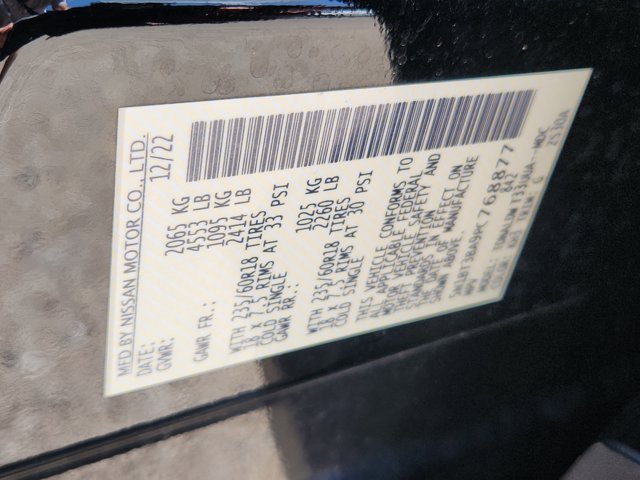 MFD BY NISSAN MOTOR CO., LTD.
DATE: 12/22
GVWR: 2065 KG
4553 LB
GAWR FR.: 1095 KG
2414 LB
WITH 235/60R18 TIRES
18 X 7.5 RIMS AT 33 PSI
COLD SINGLE
GAWR RR.: 1025 KG
2260 LB
WITH 235/60R18 TIRES
18 X 7.5 RIMS AT 30 PSI
COLD SINGLE
THIS VEHICLE CONFORMS TO
ALL APPLICABLE FEDERAL
MOTOR VEHICLE SAFETY AND
THEFT PREVENTION
STANDARDS IN EFFECT ON
THE DATE OF MANUFACTURE
SHOWN ABOVE.
MPV
MODEL:
COLOR: TRIM: G